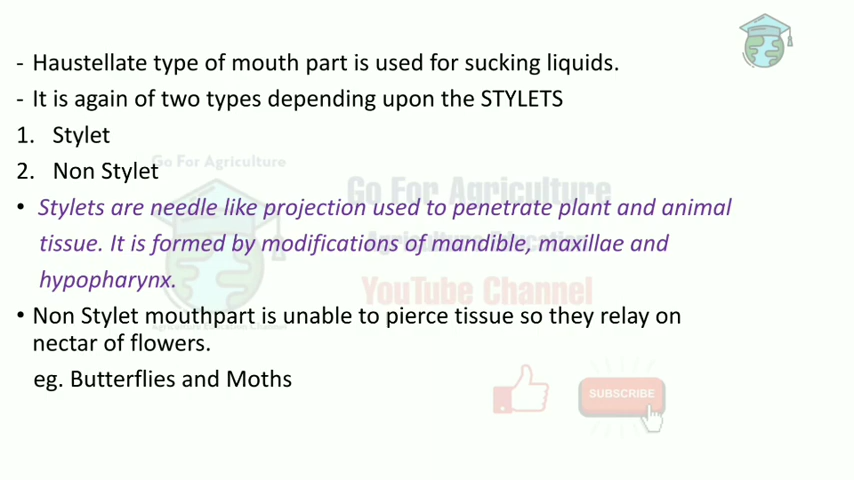 - Haustellate type of mouth part is used for sucking liquids.
- It is again of two types depending upon the STYLETS
1. Stylet
2. Non Stylet
Go For Agriculture
Go For Agriculture
• Stylets are needle like projection used to penetrate plant and animal
Agriculture Education
tissue. It is formed by modifications of mandible, maxillae and
hypopharynx.
YouTube Channel
• Non Stylet mouthpart is unable to pierce tissue so they relay on
nectar of flowers.
eg. Butterflies and Moths
SUBSCRIBE